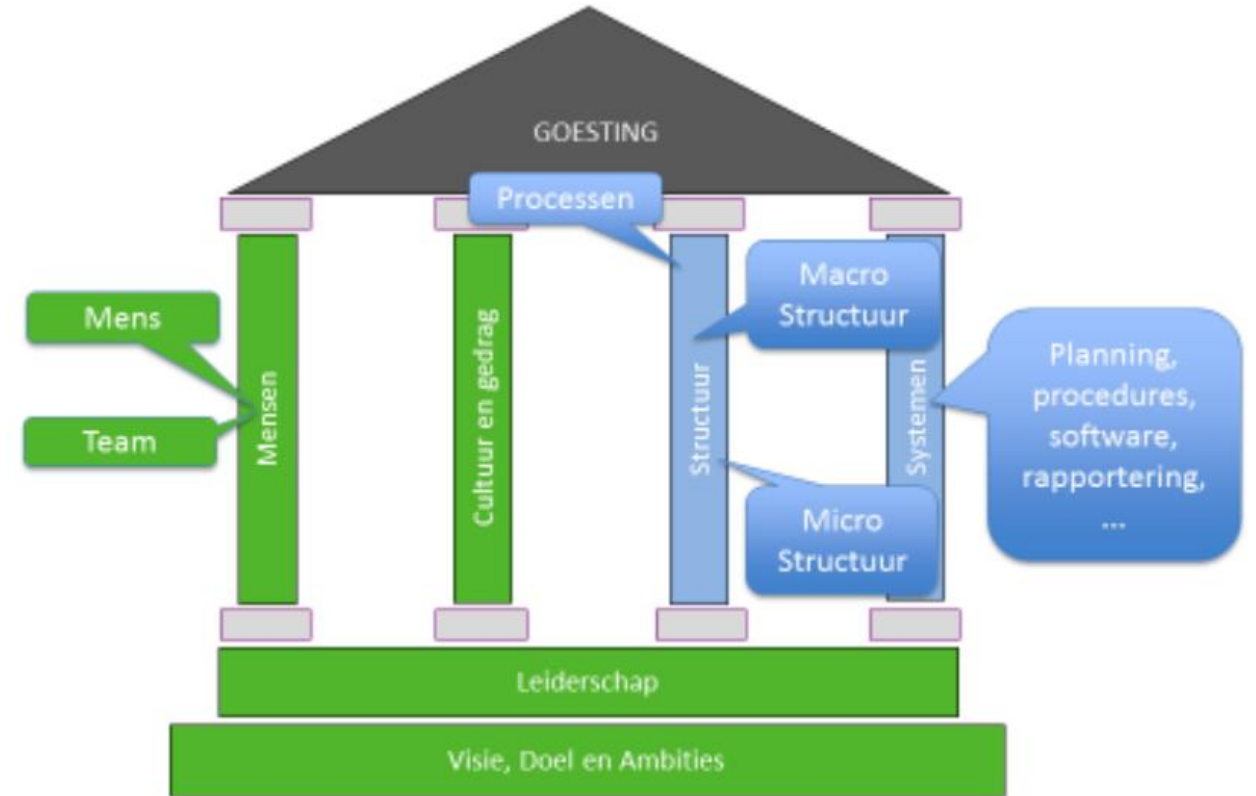 GOESTING
Processen
Mens
Team
Mensen
Cultuur en gedrag
Structuur
Macro
Structuur
Micro
Structuur
Systemen
Planning,
procedures,
software,
rapportering,
...
Leiderschap
Visie, Doel en Ambities